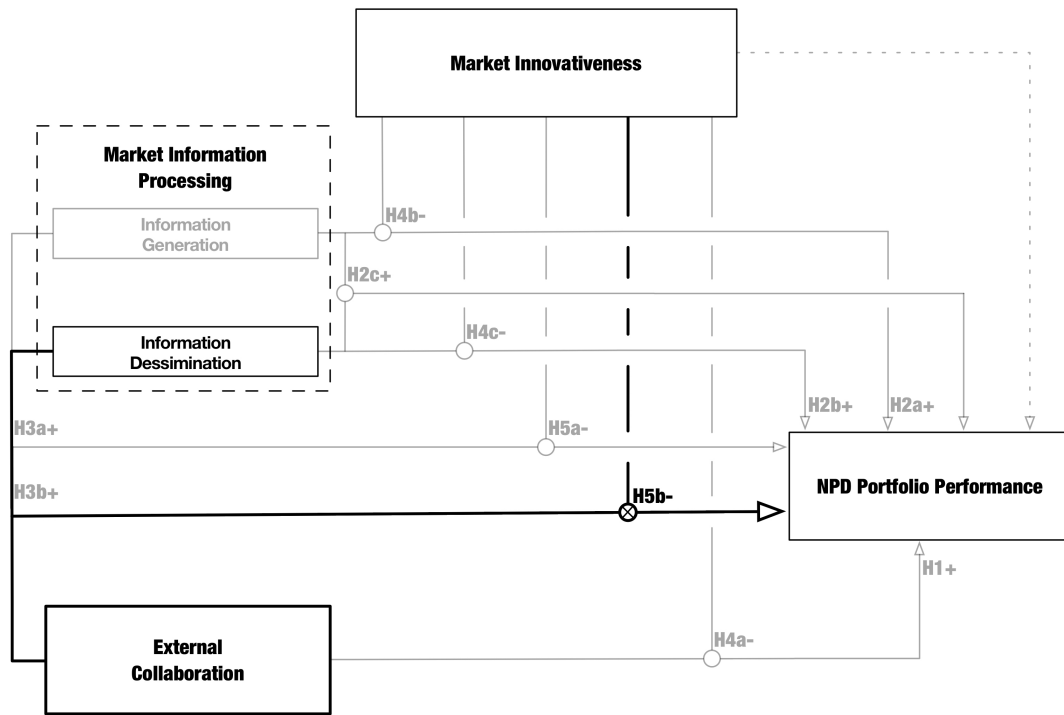 Market Innovativeness
Market Information
Processing
Information
Generation
H4b-
H2c+
Information
Dessimination
H4c-
H2b+
H2a+
H3a+
H5a-
H3b+
H5b-
NPD Portfolio Performance
H1+
External
Collaboration
H4a-